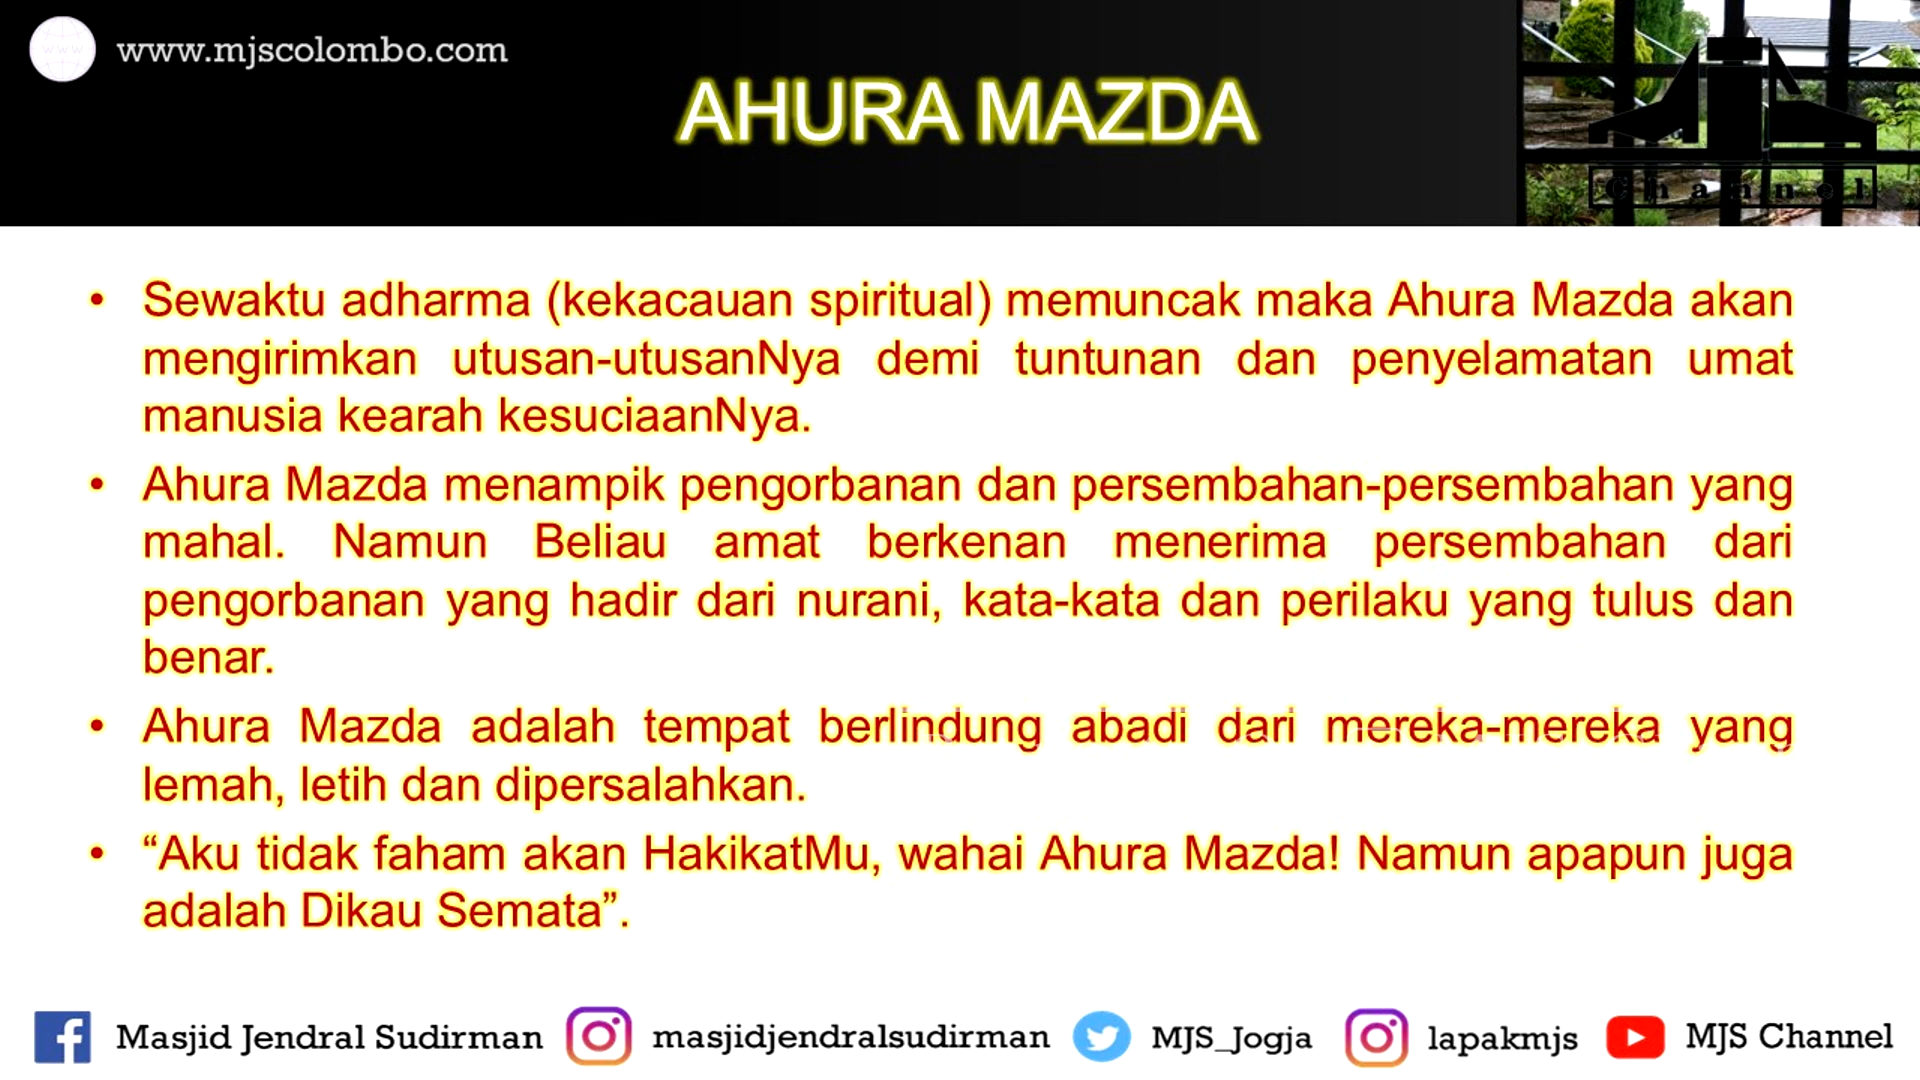 www.mjscolombo.com
AHURA MAZDA
Channel
• Sewaktu adharma (kekacauan spiritual) memuncak maka Ahura Mazda akan
mengirimkan utusan-utusanNya demi tuntunan dan penyelamatan umat
manusia kearah kesuciaanNya.
• Ahura Mazda menampik pengorbanan dan persembahan-persembahan yang
mahal. Namun Beliau amat berkenan menerima persembahan dari
pengorbanan yang hadir dari nurani, kata-kata dan perilaku yang tulus dan
benar.
• Ahura Mazda adalah tempat berlindung abadi dari mereka-mereka yang
lemah, letih dan dipersalahkan.
• “Aku tidak faham akan HakikatMu, wahai Ahura Mazda! Namun apapun juga
adalah Dikau Semata”.
Masjid Jendral Sudirman masjidjendralsudirman MJS_Jogja lapakmjs MJS Channel